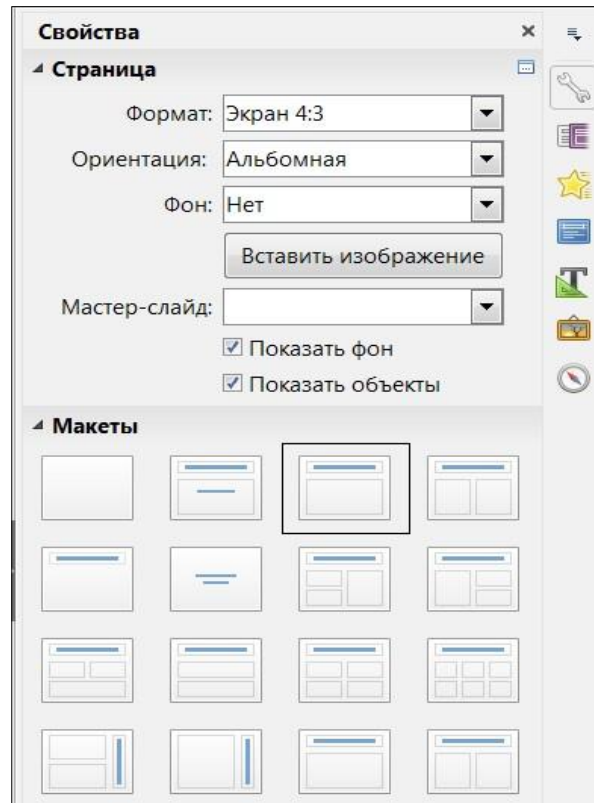 Свойства
Страница
Формат: Экран 4:3
Ориентация: Альбомная
Фон: Нет
Вставить изображение
Мастер-слайд:
Показать фон
Показать объекты
Макеты